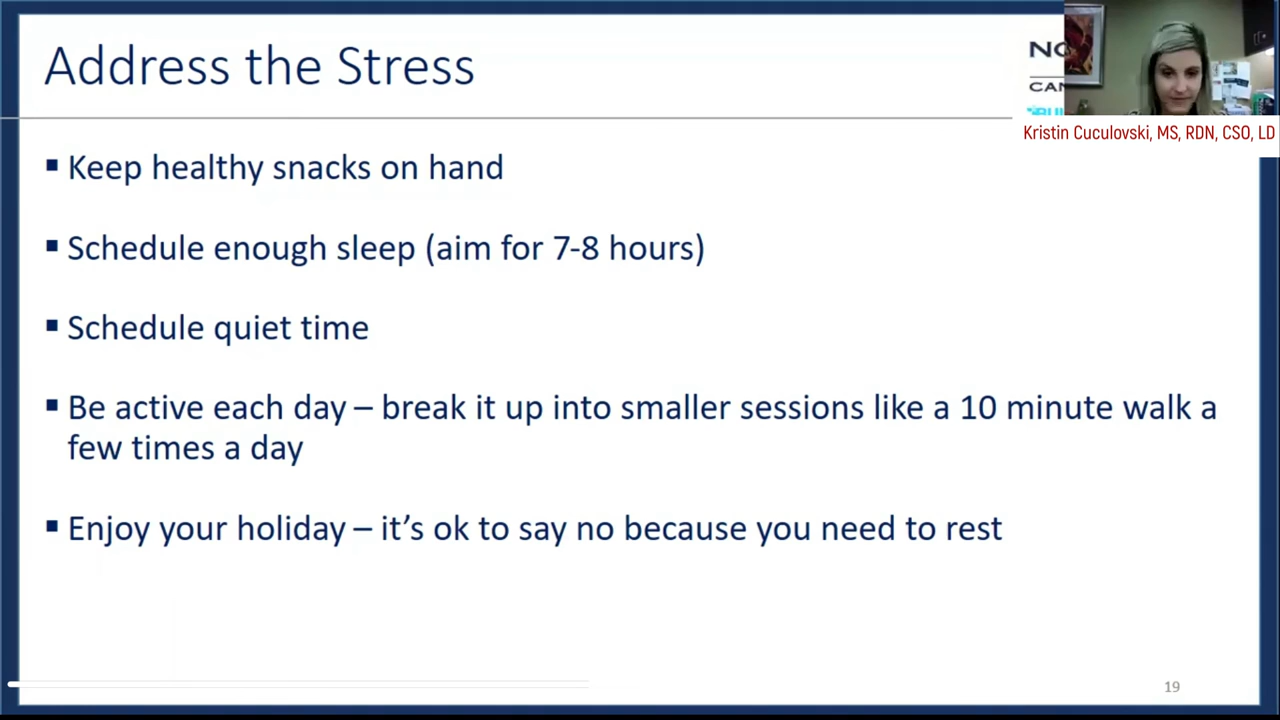 Address the Stress
Kristin Cuculovski, MS, RDN, CSO, LD
▪ Keep healthy snacks on hand
▪ Schedule enough sleep (aim for 7-8 hours)
▪ Schedule quiet time
▪ Be active each day – break it up into smaller sessions like a 10 minute walk a
few times a day
▪ Enjoy your holiday – it’s ok to say no because you need to rest
19